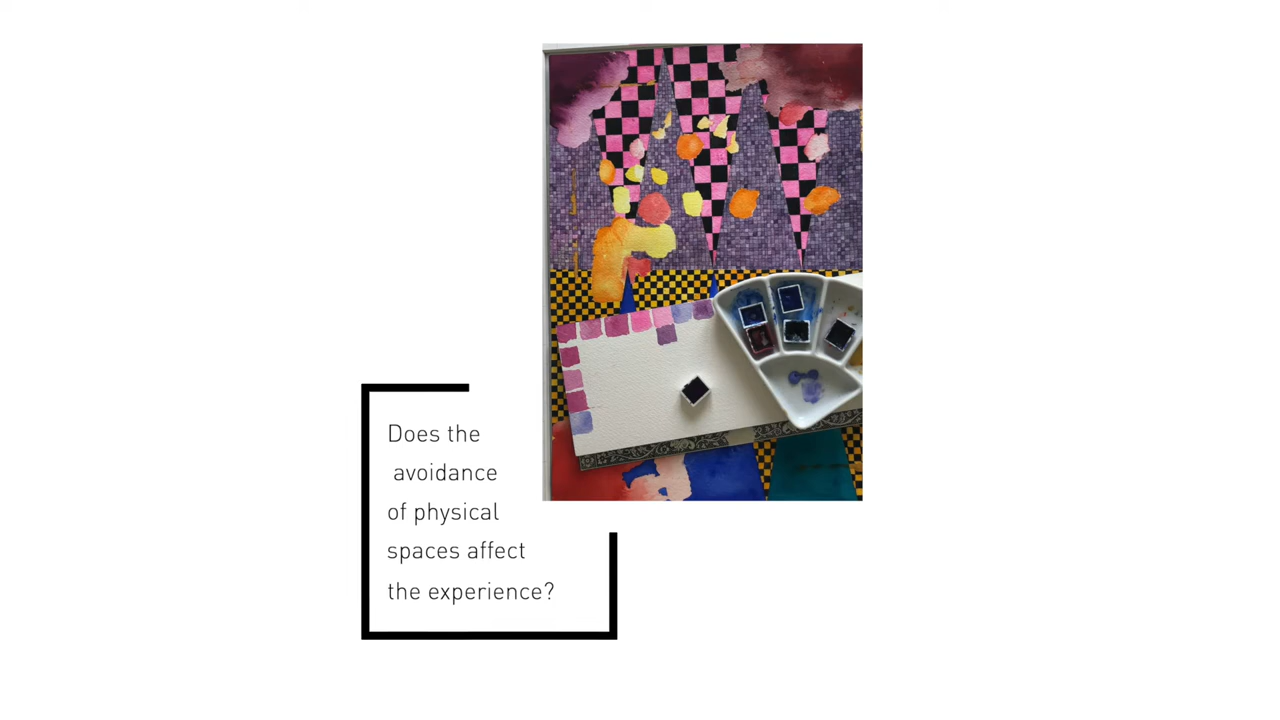 Does the
avoidance
of physical
spaces affect
the experience?